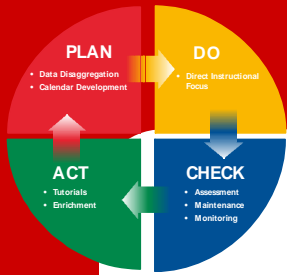 PLAN
• Data Disaggregation
• Calendar Development
DO
• Direct Instructional
Focus
ACT
• Tutorials
• Enrichment
CHECK
• Assessment
• Maintenance
• Monitoring